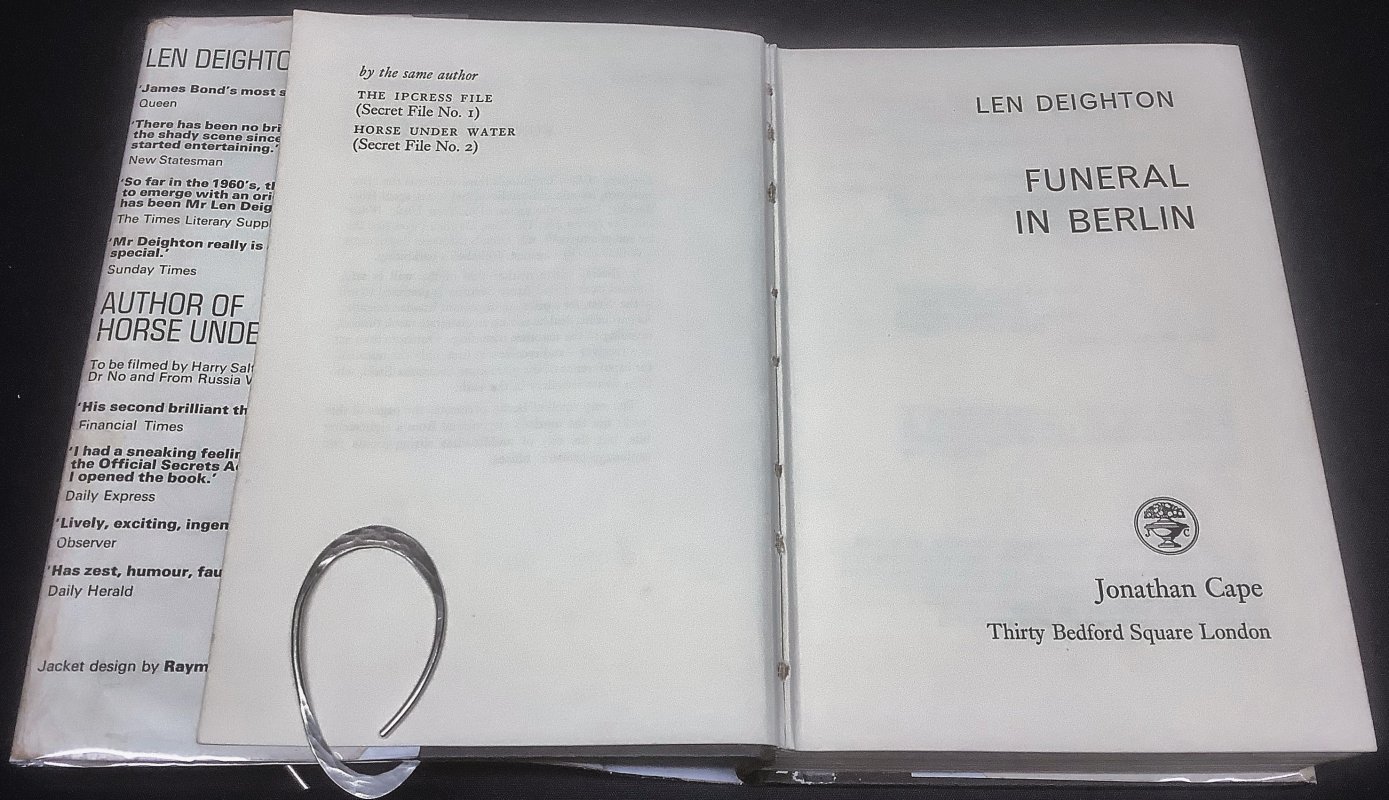 LEN DEIGHTO
'James Bond's most s
Queen
'There has been no bri
the shady scene since
started entertaining.'
New Statesman
'So far in the 1960's, t
to emerge with an ori
has been Mr Len Deig
The Times Literary Suppl
'Mr Deighton really is
special.'
Sunday Times
AUTHOR OF
HORSE UNDE
To be filmed by Harry Salt
Dr No and From Russia W
'His second brilliant th
Financial Times
'I had a sneaking feelin
the Official Secrets A
I opened the book.'
Daily Express
'Lively, exciting, ingen
Observer
'Has zest, humour, fau
Daily Herald
Jacket design by Raym
by the same author
THE IPCRESS FILE
(Secret File No. 1)
HORSE UNDER WATER
(Secret File No. 2)
LEN DEIGHTON
FUNERAL
IN BERLIN
J C
Jonathan Cape
Thirty Bedford Square London